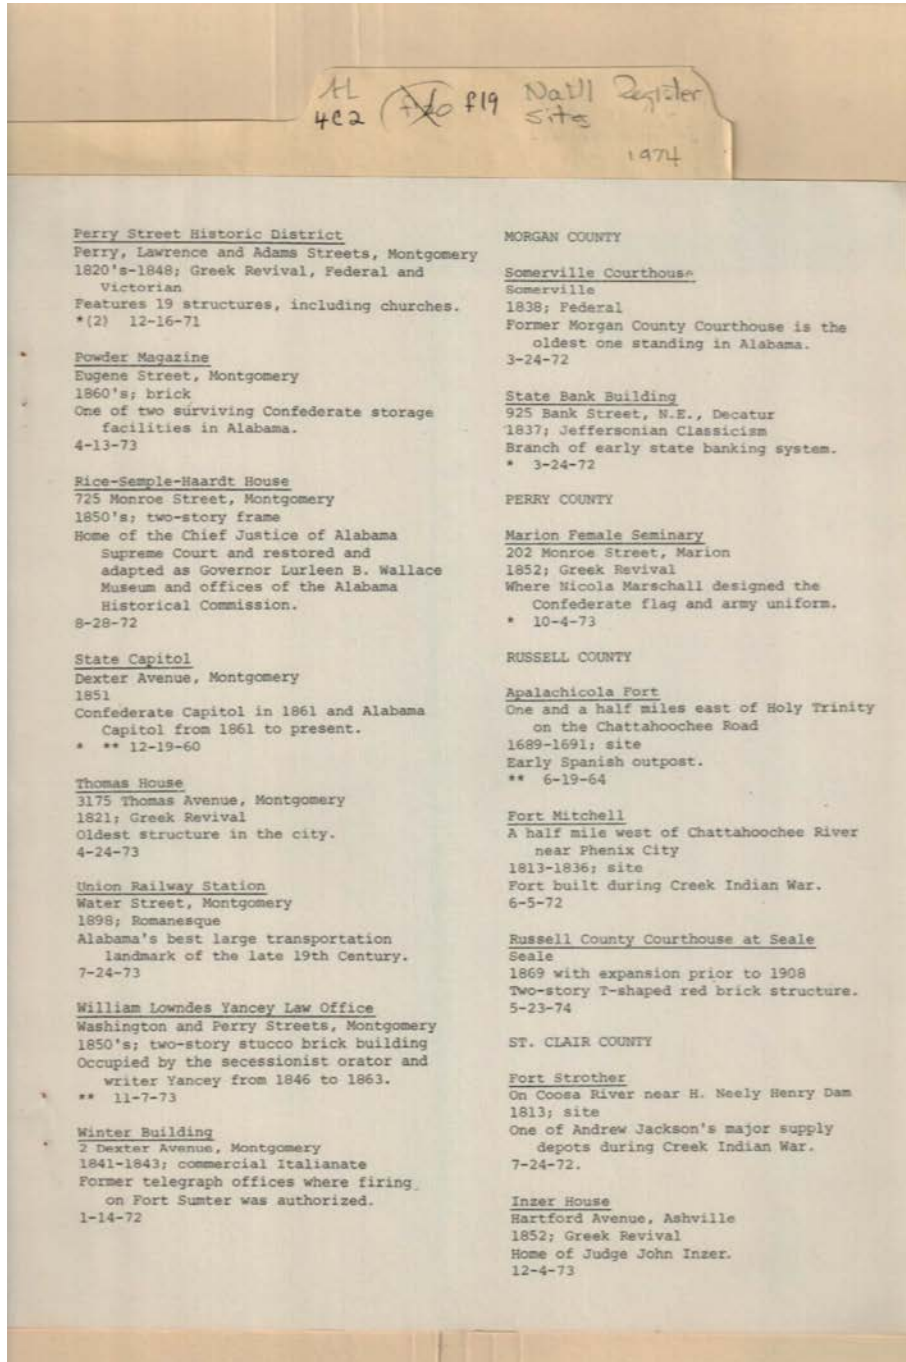 AL
4C2 f19 Nat'l Register
Sites
1974
Perry Street Historic District
Perry, Lawrence and Adams Streets, Montgomery
1820's-1848; Greek Revival, Federal and
Victorian
Features 19 structures, including churches.
*(2) 12-16-71
Powder Magazine
Eugene Street, Montgomery
1860's; brick
One of two surviving Confederate storage
facilities in Alabama.
4-13-73
Rice-Semple-Haardt House
725 Monroe Street, Montgomery
1850's; two-story frame
Home of the Chief Justice of Alabama
Supreme Court and restored and
adapted as Governor Lurleen B. Wallace
Museum and offices of the Alabama
Historical Commission.
8-28-72
State Capitol
Dexter Avenue, Montgomery
1851
Confederate Capitol in 1861 and Alabama
Capitol from 1861 to present.
* ** 12-19-60
Thomas House
3175 Thomas Avenue, Montgomery
1821; Greek Revival
Oldest structure in the city.
4-24-73
Union Railway Station
Water Street, Montgomery
1898; Romanesque
Alabama's best large transportation
landmark of the late 19th Century.
7-24-73
William Lowndes Yancey Law Office
Washington and Perry Streets, Montgomery
1850's; two-story stucco brick building
Occupied by the secessionist orator and
writer Yancey from 1846 to 1863.
** 11-7-73
Winter Building
2 Dexter Avenue, Montgomery
1841-1843; commercial Italianate
Former telegraph offices where firing
on Fort Sumter was authorized.
1-14-72
MORGAN COUNTY
Somerville Courthouse
Somerville
1838; Federal
Former Morgan County Courthouse is the
oldest one standing in Alabama.
3-24-72
State Bank Building
925 Bank Street, N.E., Decatur
1837; Jeffersonian Classicism
Branch of early state banking system.
* 3-24-72
PERRY COUNTY
Marion Female Seminary
202 Monroe Street, Marion
1852; Greek Revival
Where Nicola Marschall designed the
Confederate flag and army uniform.
* 10-4-73
RUSSELL COUNTY
Apalachicola Fort
One and a half miles east of Holy Trinity
on the Chattahoochee Road
1689-1691; site
Early Spanish outpost.
** 6-19-64
Fort Mitchell
A half mile west of Chattahoochee River
near Phenix City
1813-1836; site
Fort built during Creek Indian War.
6-5-72
Russell County Courthouse at Seale
Seale
1869 with expansion prior to 1908
Two-story T-shaped red brick structure.
5-23-74
ST. CLAIR COUNTY
Fort Strother
On Coosa River near H. Neely Henry Dam
1813; site
One of Andrew Jackson's major supply
depots during Creek Indian War.
7-24-72.
Inzer House
Hartford Avenue, Ashville
1852; Greek Revival
Home of Judge John Inzer.
12-4-73